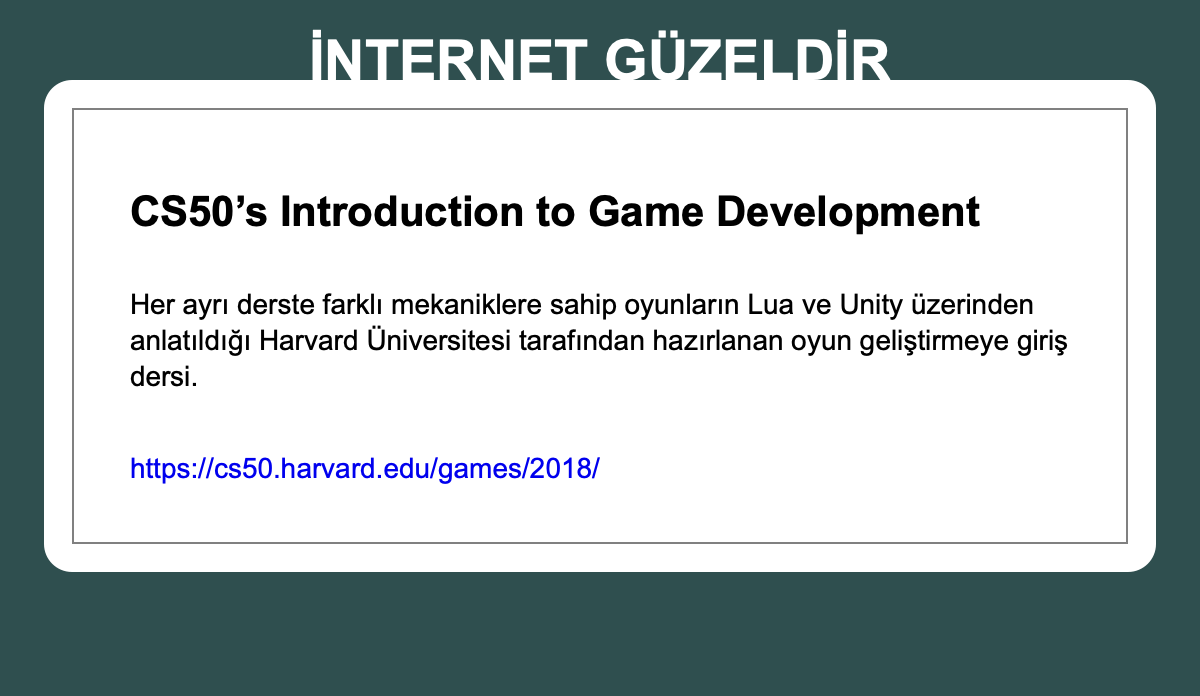 İNTERNET GÜZELDİR
CS50’s Introduction to Game Development
Her ayrı derste farklı mekaniklere sahip oyunların Lua ve Unity üzerinden
anlatıldığı Harvard Üniversitesi tarafından hazırlanan oyun geliştirmeye giriş
dersi.
https://cs50.harvard.edu/games/2018/